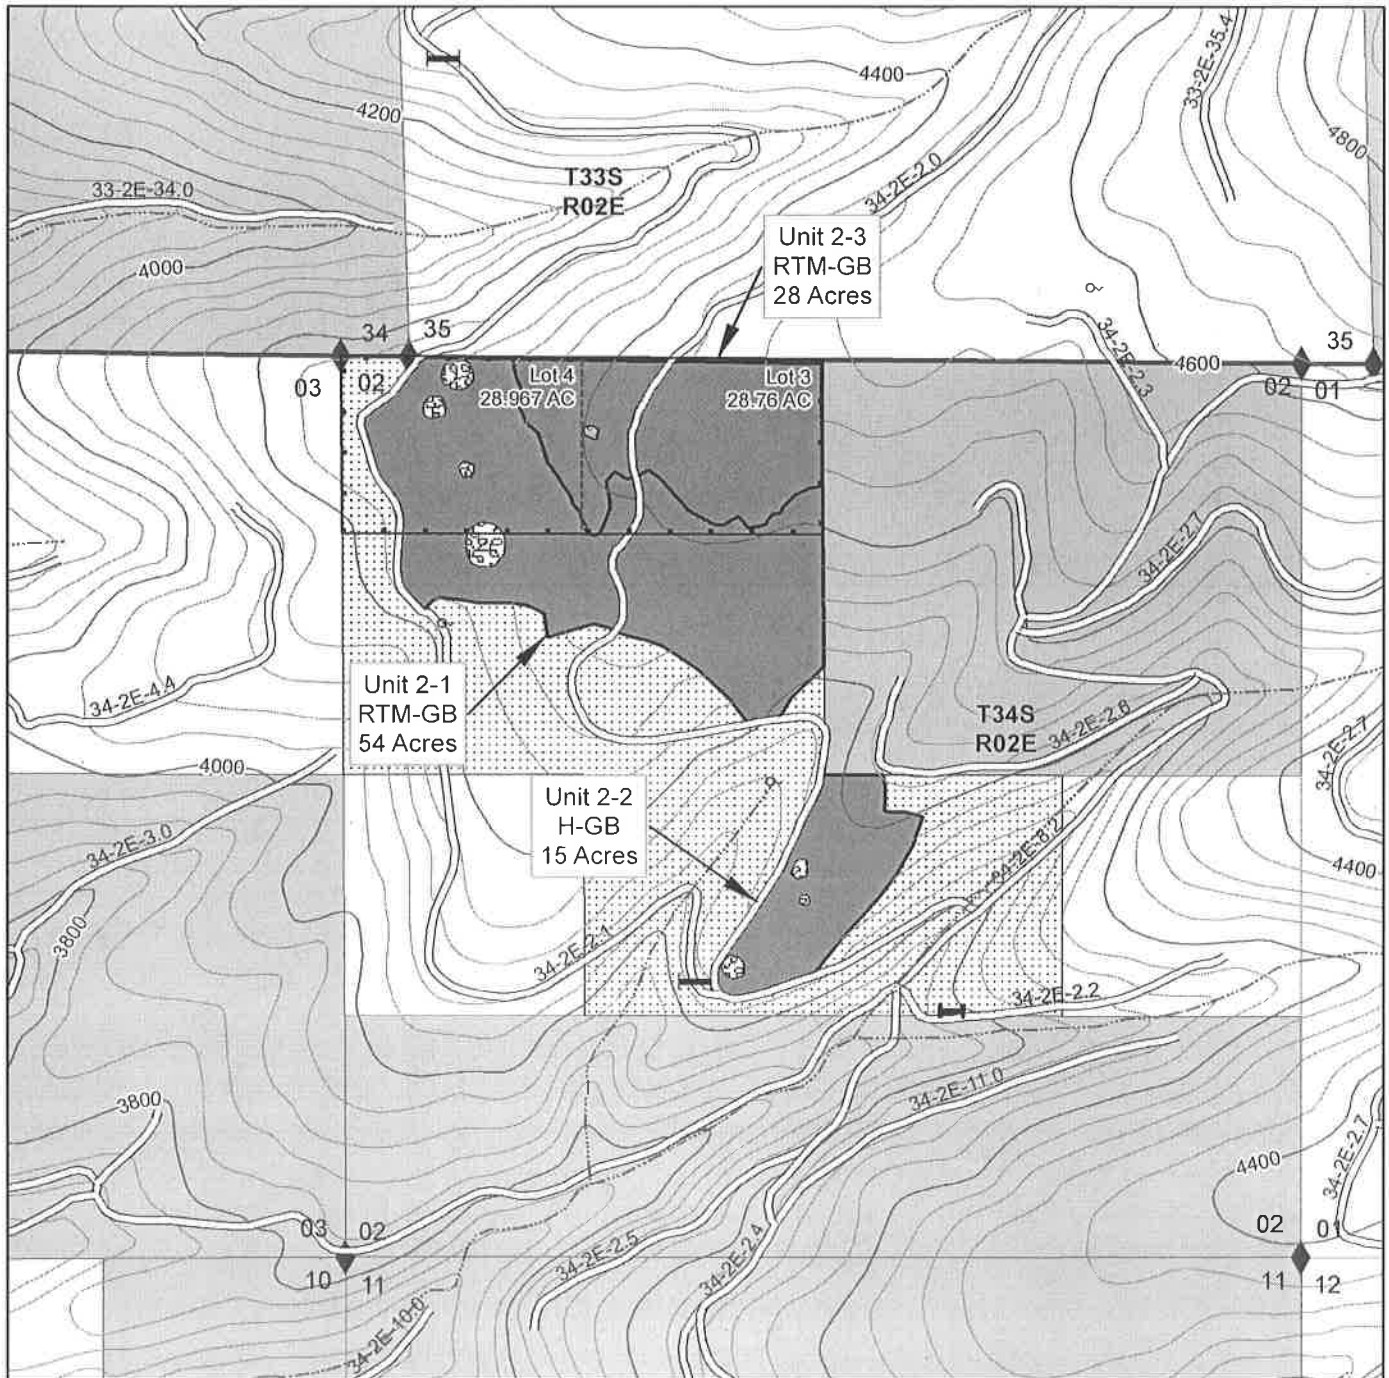 4400
33-2E-35.4
4200
4800
T33S
R02E
34-2E-2.0
33-2E-34.0
Unit 2-3
RTM-GB
28 Acres
4000
34
35
34-2E-2.3
35
4600
03
02
Lot 4
28.967 AC
Lot 3
28.76 AC
02
01
34-2E-2.7
Unit 2-1
RTM-GB
54 Acres
34-2E-4.4
T34S
R02E
34-2E-2.6
34-2E-2.7
4000
Unit 2-2
H-GB
15 Acres
34-2E-3.0
34-2E-8.2
4400
3800
34-2E-2.1
34-2E-2.2
34-2E-11.0
3800
34-2E-2.7
4400
03
02
02
01
34-2E-2.5
34-2E-2.4
10
11
11
12
34-2E-10.0